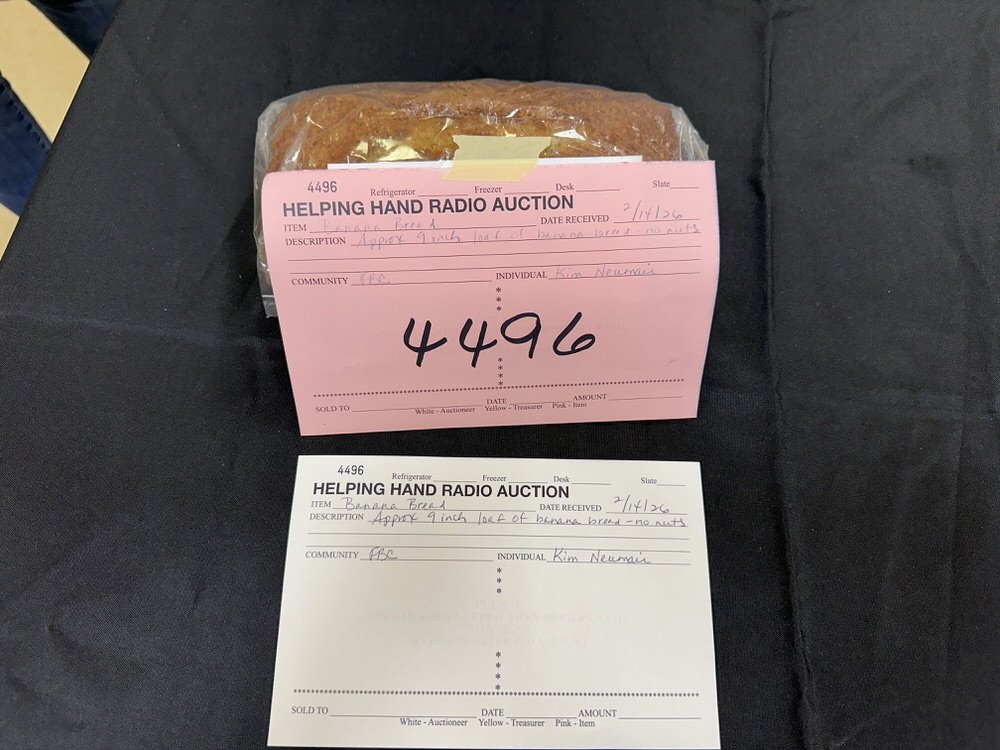 4496
Refrigerator Freezer Desk Slate
HELPING HAND RADIO AUCTION
ITEM Banana Bread DATE RECEIVED 2/14/26
DESCRIPTION Approx 9 inch loaf of banana bread - no nuts
COMMUNITY FBC INDIVIDUAL Kim Neumair
*
*
*
4496
*
*
*
*
SOLD TO DATE AMOUNT
White - Auctioneer Yellow - Treasurer Pink - Item
4496
Refrigerator Freezer Desk Slate
HELPING HAND RADIO AUCTION
ITEM Banana Bread DATE RECEIVED 2/14/26
DESCRIPTION Approx 9 inch loaf of banana bread - no nuts
COMMUNITY FBC INDIVIDUAL Kim Neumair
*
*
*
PLEASE
*
*
*
*
SOLD TO DATE AMOUNT
White - Auctioneer Yellow - Treasurer Pink - Item